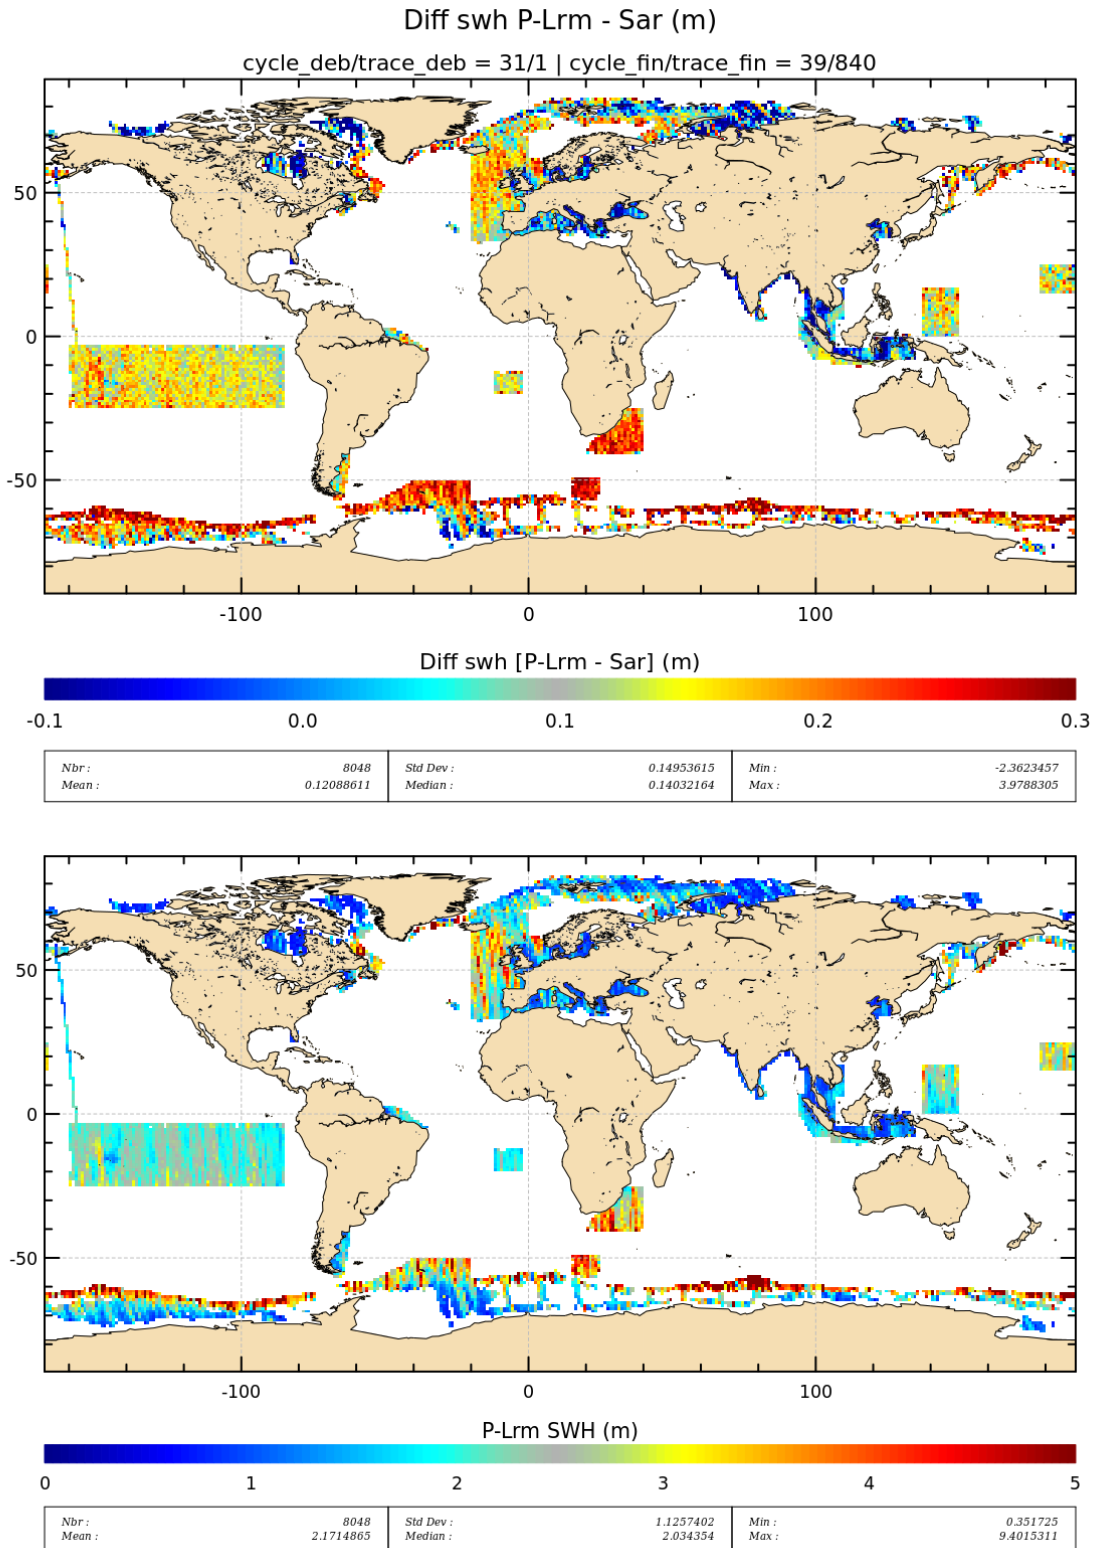 Diff swh P-Lrm - Sar (m)
cycle_deb/trace_deb = 31/1 | cycle_fin/trace_fin = 39/840
50
0
-50
-100 0 100
Diff swh [P-Lrm - Sar] (m)
-0.1 0.0 0.1 0.2 0.3
Nbr : 8048 Std Dev : 0.14953615 Min : -2.3623457
Mean : 0.12088611 Median : 0.14032164 Max : 3.9788305
50
0
-50
-100 0 100
P-Lrm SWH (m)
0 1 2 3 4 5
Nbr : 8048 Std Dev : 1.1257402 Min : 0.351725
Mean : 2.1714865 Median : 2.034354 Max : 9.4015311